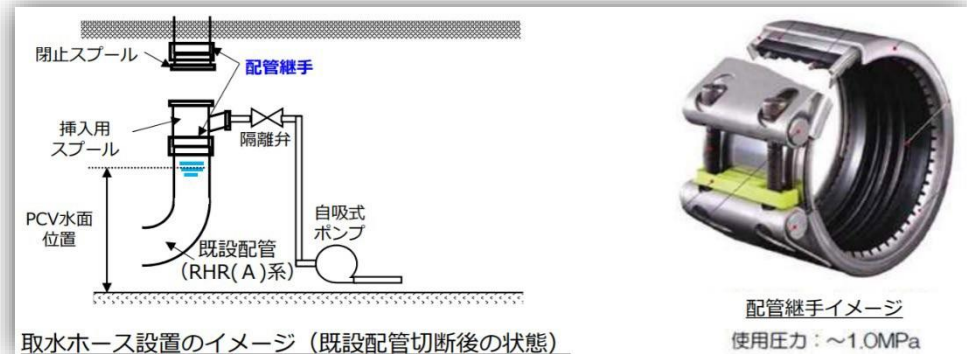 閉止スプール
配管継手
挿入用
スプール
隔離弁
PCV水面
位置
自吸式
ポンプ
既設配管
(RHR(A)系)
取水ホース設置のイメージ（既設配管切断後の状態）
配管継手イメージ
使用圧力：～1.0MPa